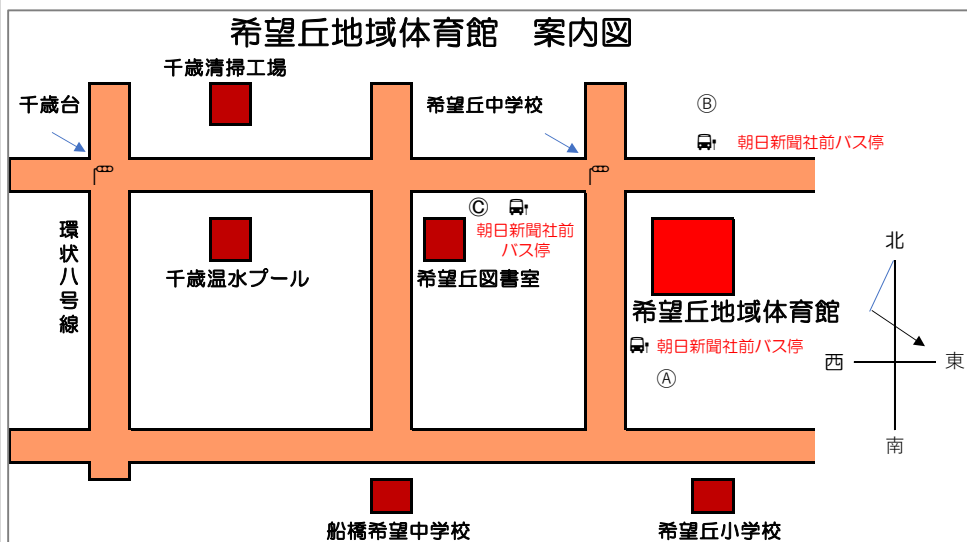 希望丘地域体育館　案内図
千歳清掃工場
千歳台
希望丘中学校
Ⓑ
朝日新聞社前バス停
Ⓒ
朝日新聞社前
バス停
環状八号線
千歳温水プール
希望丘図書室
希望丘地域体育館
朝日新聞社前バス停
Ⓐ
北
西
東
南
船橋希望中学校
希望丘小学校